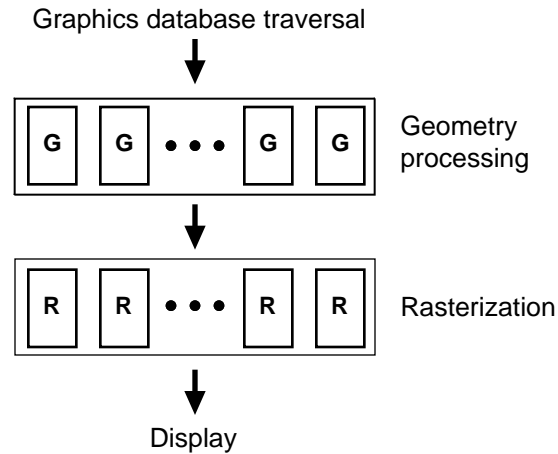 Graphics database traversal
G G • • • G G
Geometry
processing
R R • • • R R
Rasterization
Display